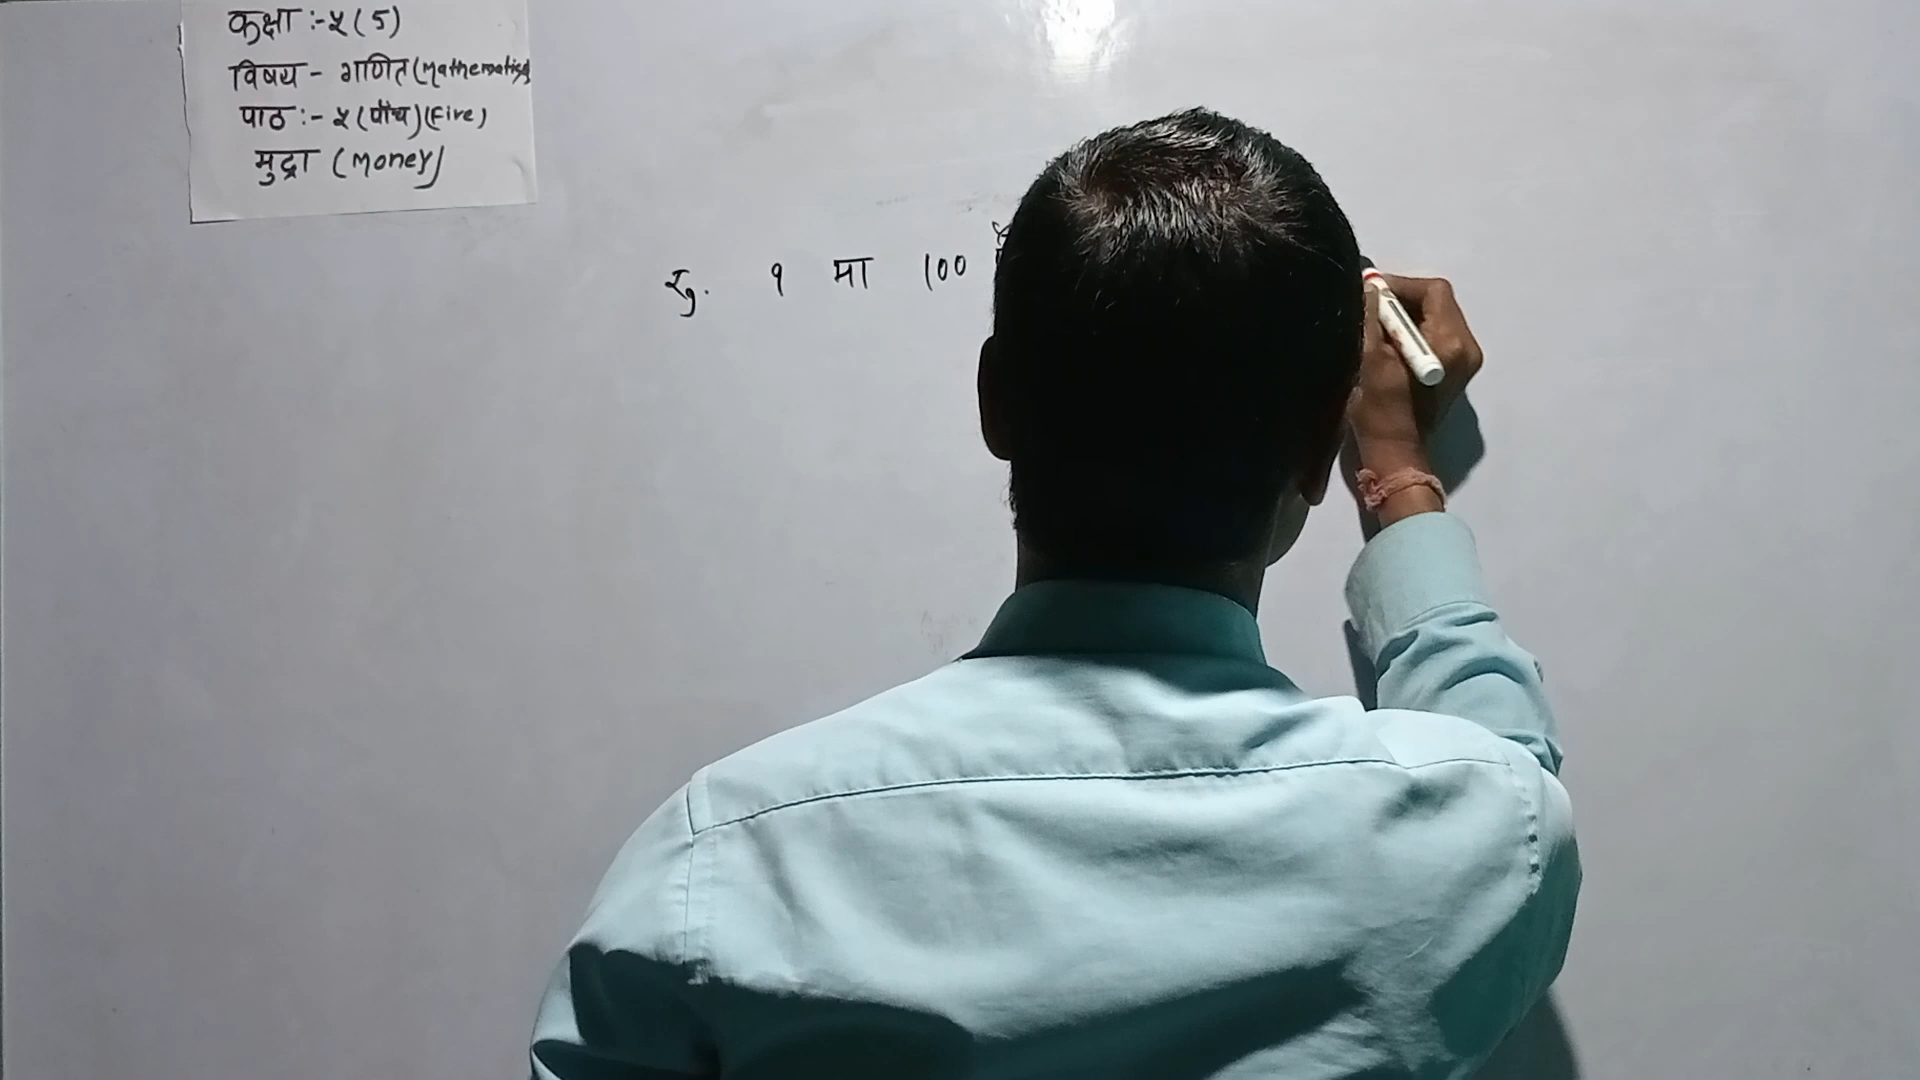 कक्षा :- ५ (5)
विषय - गणित (Mathematics)
पाठ :- ५ (पाँच) (Five)
मुद्रा (Money)
रु. १ मा 100